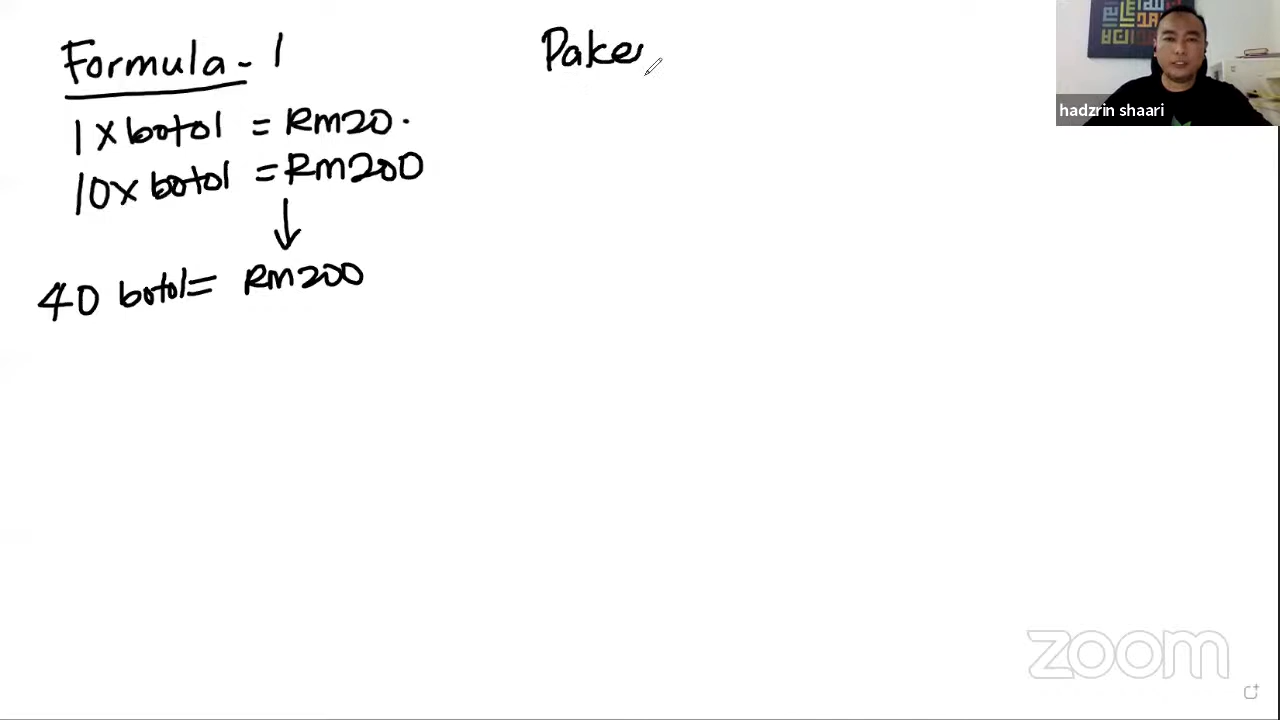 Formula - 1
1 x botol = Rm20.
10 x botol = Rm200
40 botol = Rm200
Pake
hadzrin shaari
zoom